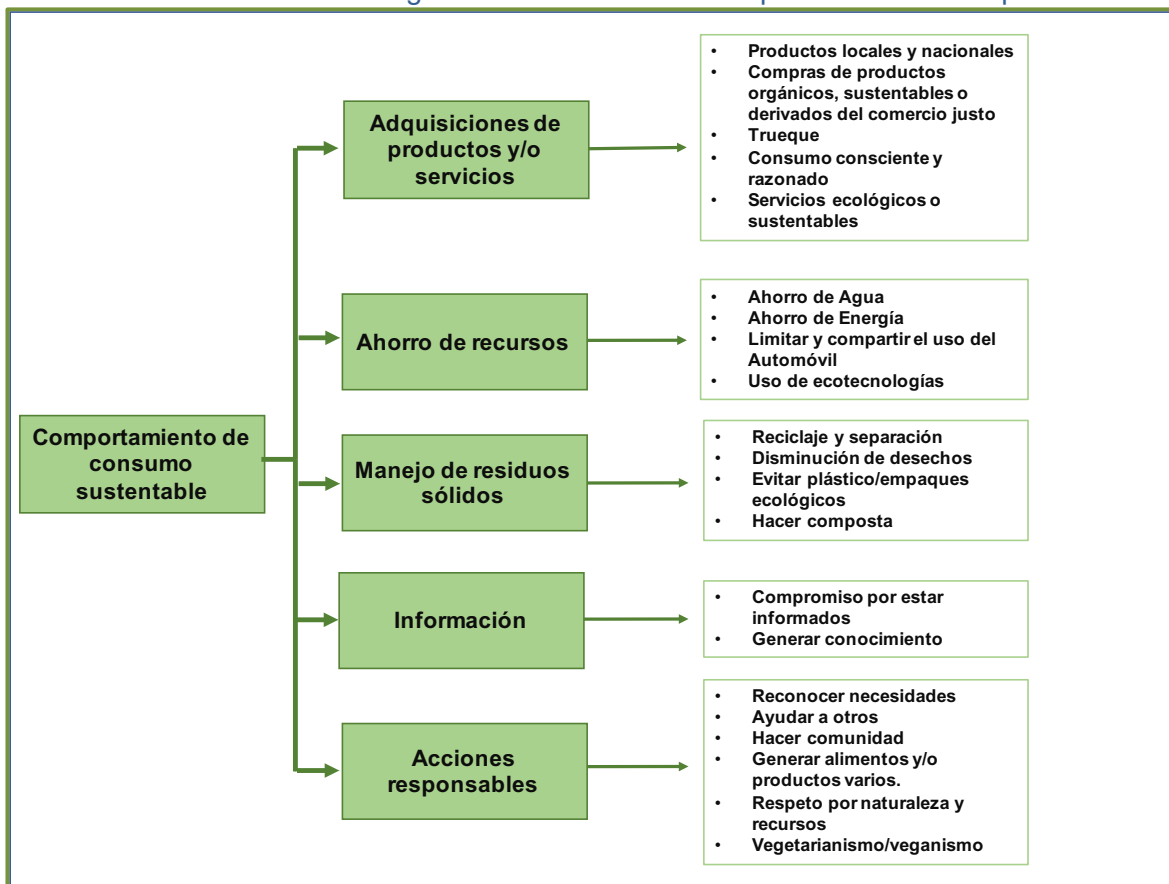 Comportamiento de
consumo
sustentable
Adquisiciones de
productos y/o
servicios
• Productos locales y nacionales
• Compras de productos
orgánicos, sustentables o
derivados del comercio justo
• Trueque
• Consumo consciente y
razonado
• Servicios ecológicos o
sustentables
Ahorro de recursos
• Ahorro de Agua
• Ahorro de Energía
• Limitar y compartir el uso del
Automóvil
• Uso de ecotecnologías
Manejo de residuos
sólidos
• Reciclaje y separación
• Disminución de desechos
• Evitar plástico/empaques
ecológicos
• Hacer composta
Información
• Compromiso por estar
informados
• Generar conocimiento
Acciones
responsables
• Reconocer necesidades
• Ayudar a otros
• Hacer comunidad
• Generar alimentos y/o
productos varios.
• Respeto por naturaleza y
recursos
• Vegetarianismo/veganismo